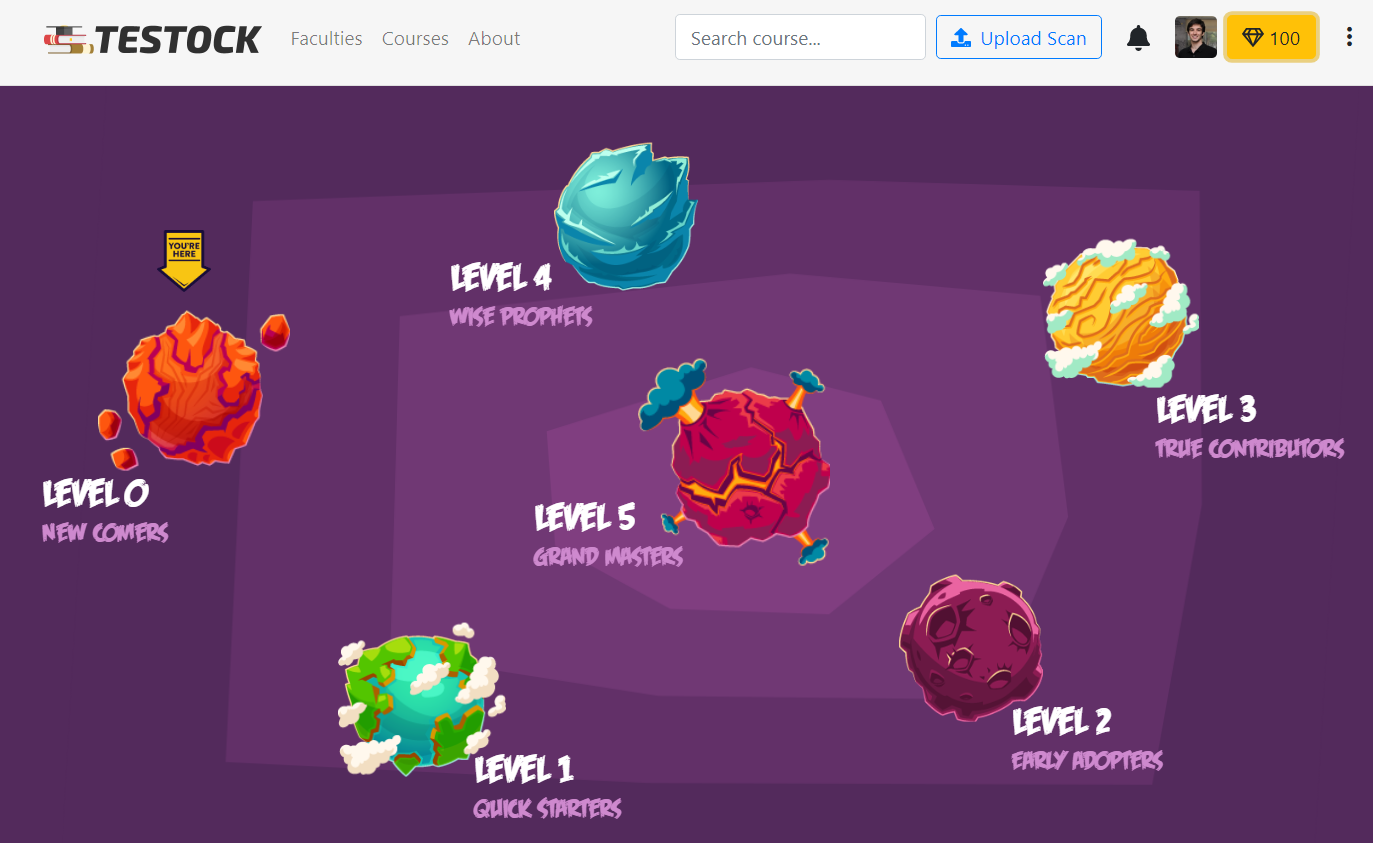 TESTOCK
Faculties
Courses
About
Search course...
Upload Scan
100
YOU'RE
HERE
LEVEL 0
NEW COMERS
LEVEL 4
WISE PROPHETS
LEVEL 3
TRUE CONTRIBUTORS
LEVEL 5
GRAND MASTERS
LEVEL 2
EARLY ADOPTERS
LEVEL 1
QUICK STARTERS